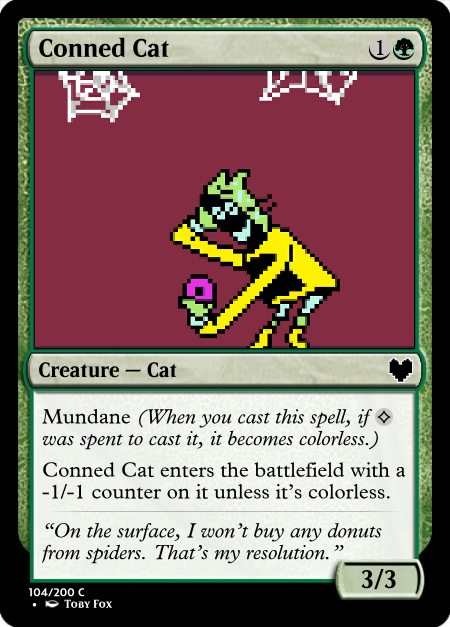 Conned Cat 1
Creature — Cat
Mundane (When you cast this spell, if
was spent to cast it, it becomes colorless.)
Conned Cat enters the battlefield with a
-1/-1 counter on it unless it's colorless.
“On the surface, I won't buy any donuts
from spiders. That's my resolution.”
3/3
104/200 C
• Toby Fox